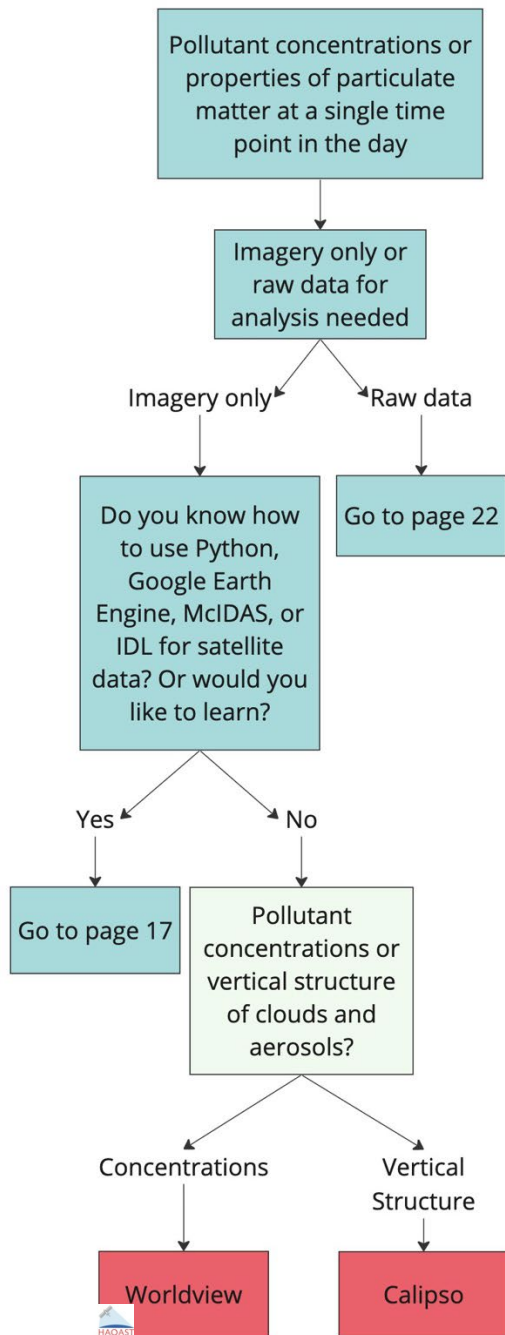 Pollutant concentrations or
properties of particulate
matter at a single time
point in the day
Imagery only or
raw data for
analysis needed
Imagery only
Raw data
Do you know how
to use Python,
Google Earth
Engine, McIDAS, or
IDL for satellite
data? Or would you
like to learn?
Go to page 22
Yes
No
Go to page 17
Pollutant
concentrations or
vertical structure
of clouds and
aerosols?
Concentrations
Vertical
Structure
Worldview
Calipso
HAQAST